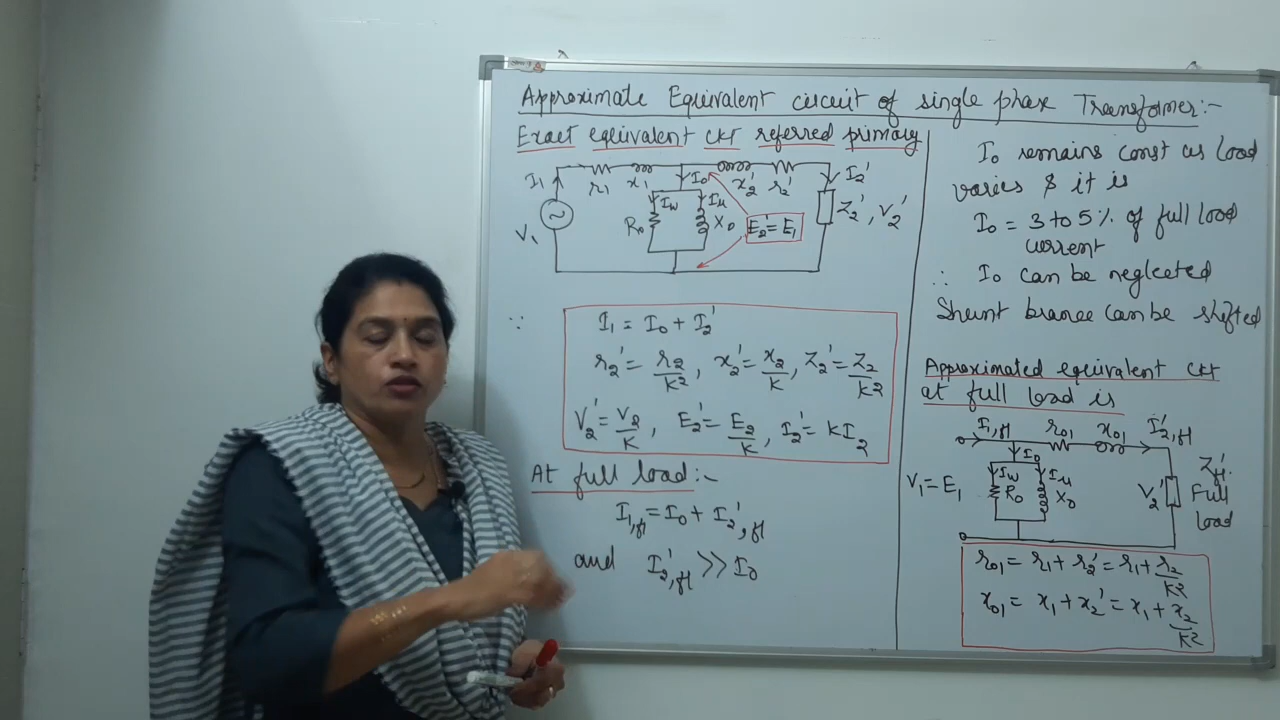 Approximate Equivalent circuit of single phase Transformer:-
Exact equivalent ckt referred primary
I₁ r₁ x₁ I₀ x₂' r₂' I₂'
I_w I_μ
V₁ R₀ X₀ E₂' = E₁ Z₂', V₂'
∵ I₁ = I₀ + I₂'
r₂' = r₂/K², x₂' = x₂/K, Z₂' = Z₂/K²
V₂' = V₂/K, E₂' = E₂/K, I₂' = KI₂
At full load:-
I₁,fl = I₀ + I₂',fl
and I₂',fl >> I₀
I₀ remains const as load
varies & it is
I₀ = 3 to 5% of full load
current
∴ I₀ can be neglected
Shunt brance can be shifted
Approximated equivalent ckt
at full load is
I₁,fl r₀₁ x₀₁ I₂',fl
I₀
I_w I_μ
V₁ = E₁ R₀ X₀ V₂' Z'fl.
Full
load
r₀₁ = r₁ + r₂' = r₁ + r₂/K²
x₀₁ = x₁ + x₂' = x₁ + x₂/K²